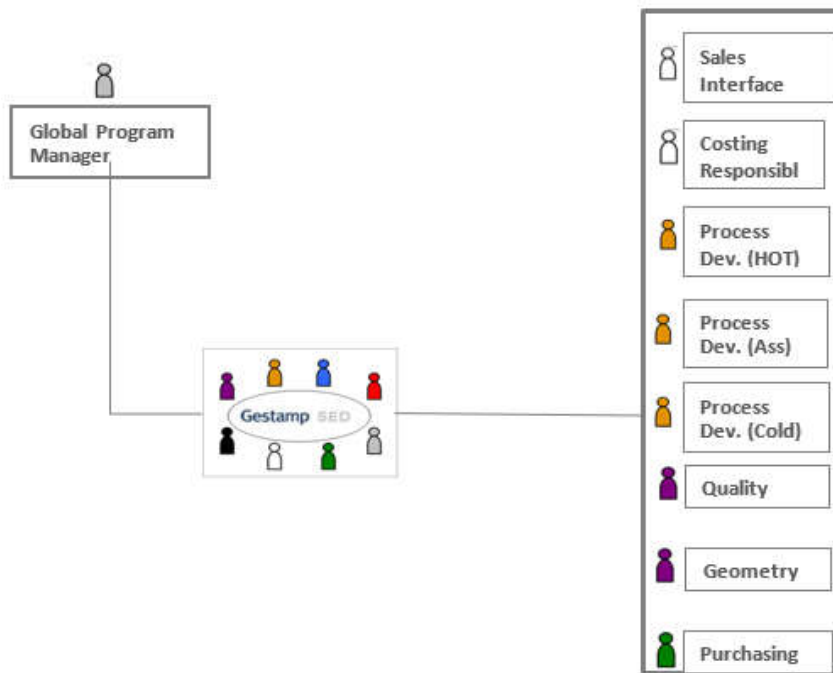 Global Program
Manager
Gestamp SED
Sales
Interface
Costing
Responsibl
Process
Dev. (HOT)
Process
Dev. (Ass)
Process
Dev. (Cold)
Quality
Geometry
Purchasing